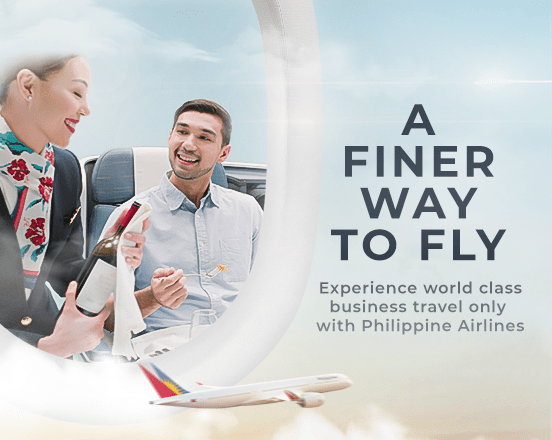 A
FINER
WAY
TO FLY
Experience world class
business travel only
with Philippine Airlines